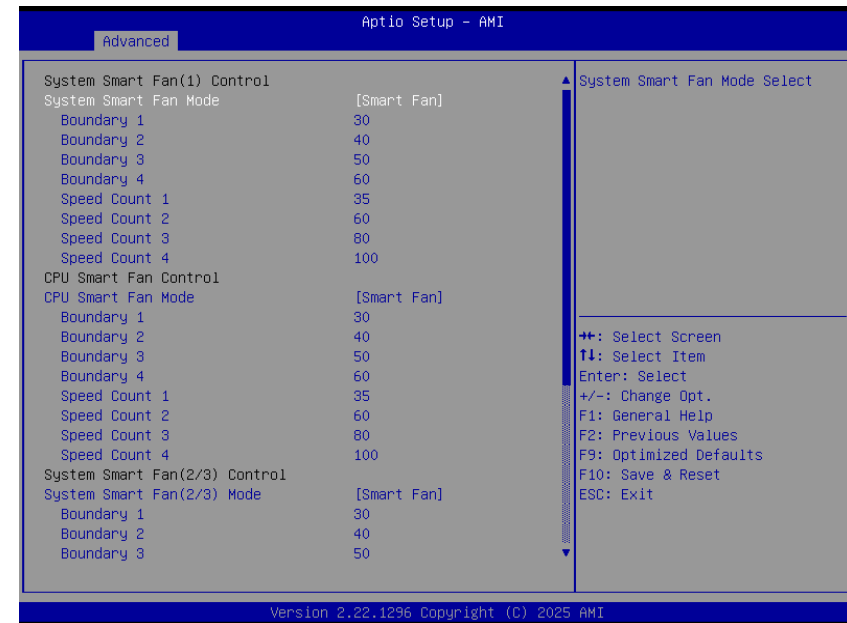 Aptio Setup – AMI
Advanced
System Smart Fan(1) Control
System Smart Fan Mode [Smart Fan]
Boundary 1 30
Boundary 2 40
Boundary 3 50
Boundary 4 60
Speed Count 1 35
Speed Count 2 60
Speed Count 3 80
Speed Count 4 100
CPU Smart Fan Control
CPU Smart Fan Mode [Smart Fan]
Boundary 1 30
Boundary 2 40
Boundary 3 50
Boundary 4 60
Speed Count 1 35
Speed Count 2 60
Speed Count 3 80
Speed Count 4 100
System Smart Fan(2/3) Control
System Smart Fan(2/3) Mode [Smart Fan]
Boundary 1 30
Boundary 2 40
Boundary 3 50
System Smart Fan Mode Select
→←: Select Screen
↑↓: Select Item
Enter: Select
+/-: Change Opt.
F1: General Help
F2: Previous Values
F9: Optimized Defaults
F10: Save & Reset
ESC: Exit
Version 2.22.1296 Copyright (C) 2025 AMI